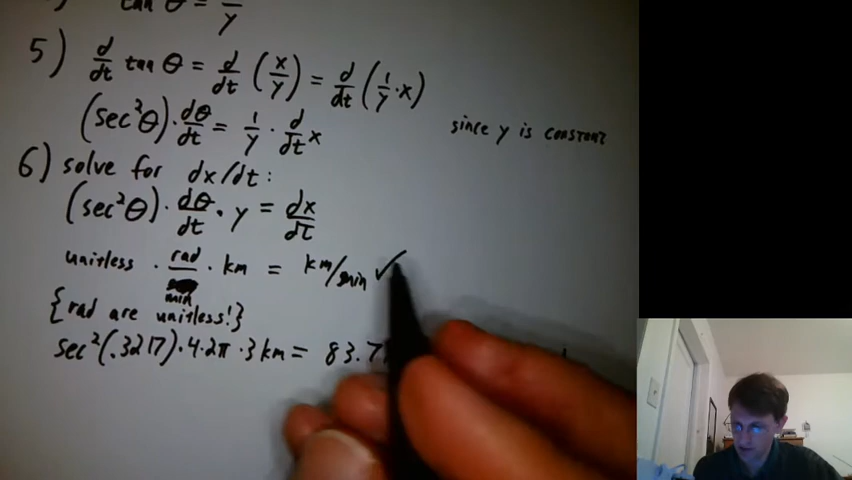 tan θ = /y
5) d/dt tan θ = d/dt (x/y) = d/dt (1/y · x)
(sec²θ) · dθ/dt = 1/y · d/dt x since y is constant
6) solve for dx/dt:
(sec²θ) · dθ/dt · y = dx/dt
unitless · rad/min · km = km/min ✓
{rad are unitless!}
sec²(.3217) · 4 · 2π · 3 km = 83.7